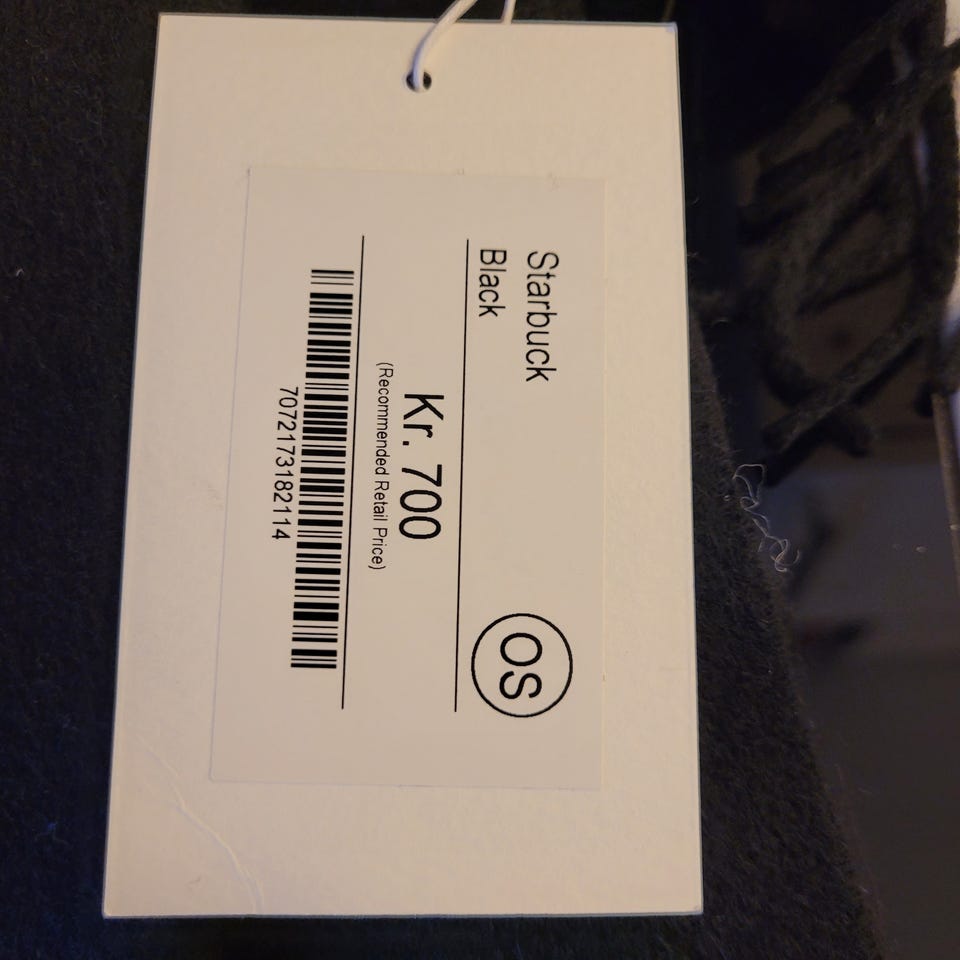 Starbuck
Black
OS
Kr. 700
(Recommended Retail Price)
7072173182114